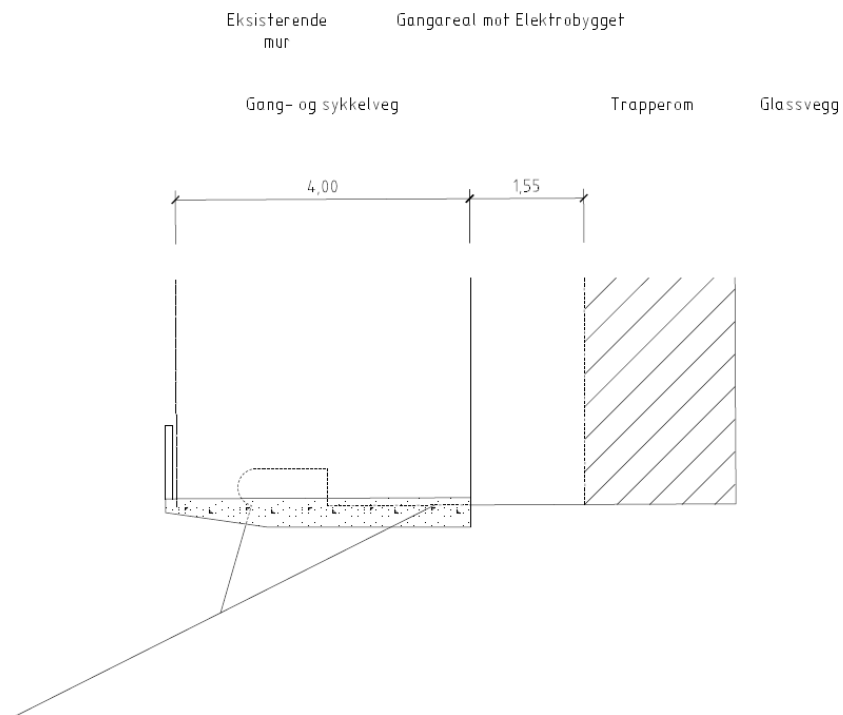 Eksisterende
mur
Gangareal mot Elektrobygget
Gang- og sykkelveg
Trapperom
Glassvegg
4,00
1,55